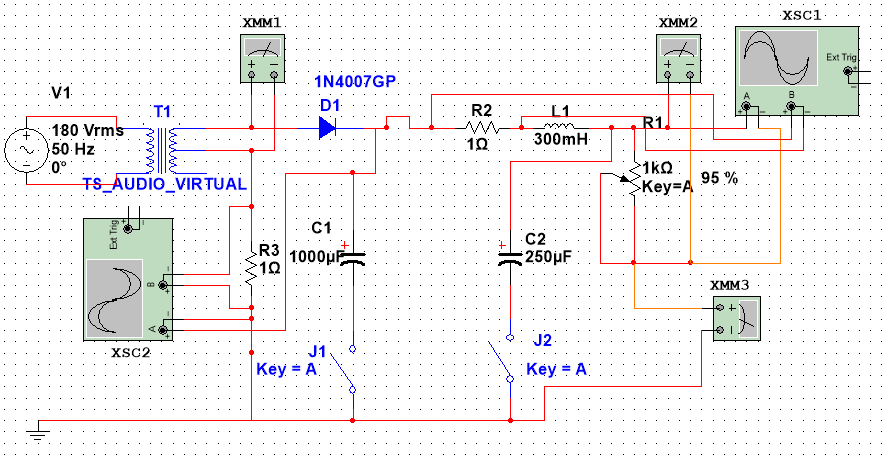 XMM1
XMM2
XSC1
Ext Trig
+
−
A
B
V1
180 Vrms
50 Hz
0°
T1
TS_AUDIO_VIRTUAL
1N4007GP
D1
R2
1Ω
L1
300mH
R1
1kΩ
Key=A
95 %
Ext Trig
B
A
XSC2
R3
1Ω
C1
1000µF
C2
250µF
XMM3
J1
Key = A
J2
Key = A